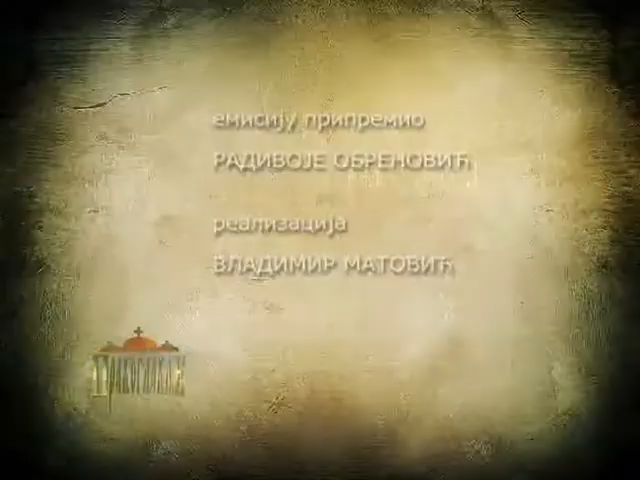 емисију припремио
РАДИВОЈЕ ОБРЕНОВИЋ
реализација
ВЛАДИМИР МАТОВИЋ